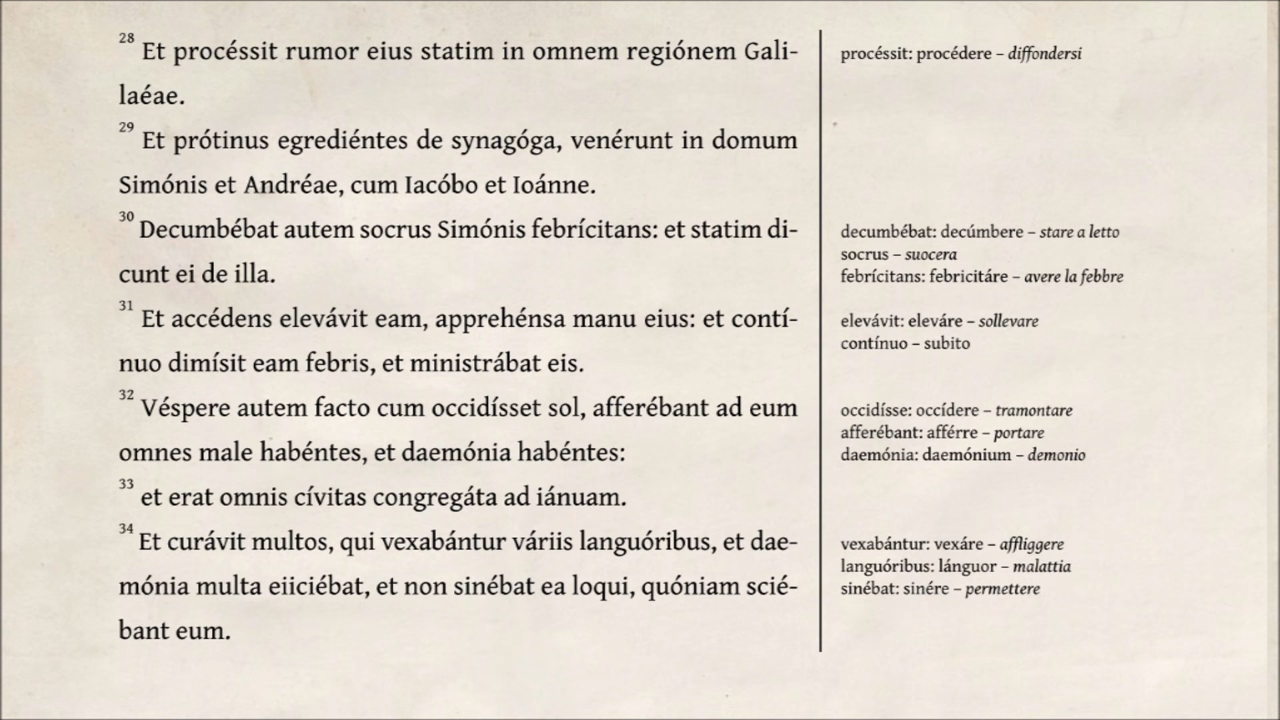 28 Et procéssit rumor eius statim in omnem regiónem Gali-
laéae.
29 Et prótinus egrediéntes de synagóga, venérunt in domum
Simónis et Andréae, cum Iacóbo et Ioánne.
30 Decumbébat autem socrus Simónis febrícitans: et statim di-
cunt ei de illa.
31 Et accédens elevávit eam, apprehénsa manu eius: et contí-
nuo dimísit eam febris, et ministrábat eis.
32 Véspere autem facto cum occidísset sol, afferébant ad eum
omnes male habéntes, et daemónia habéntes:
33 et erat omnis cívitas congregáta ad iánuam.
34 Et curávit multos, qui vexabántur váriis languóribus, et dae-
mónia multa eiiciébat, et non sinébat ea loqui, quóniam scié-
bant eum.
procéssit: procédere – diffondersi
decumbébat: decúmbere – stare a letto
socrus – suocera
febrícitans: febricitáre – avere la febbre
elevávit: eleváre – sollevare
contínuo – subito
occidísse: occídere – tramontare
afferébant: afférre – portare
daemónia: daemónium – demonio
vexabántur: vexáre – affliggere
languóribus: lánguor – malattia
sinébat: sinére – permettere